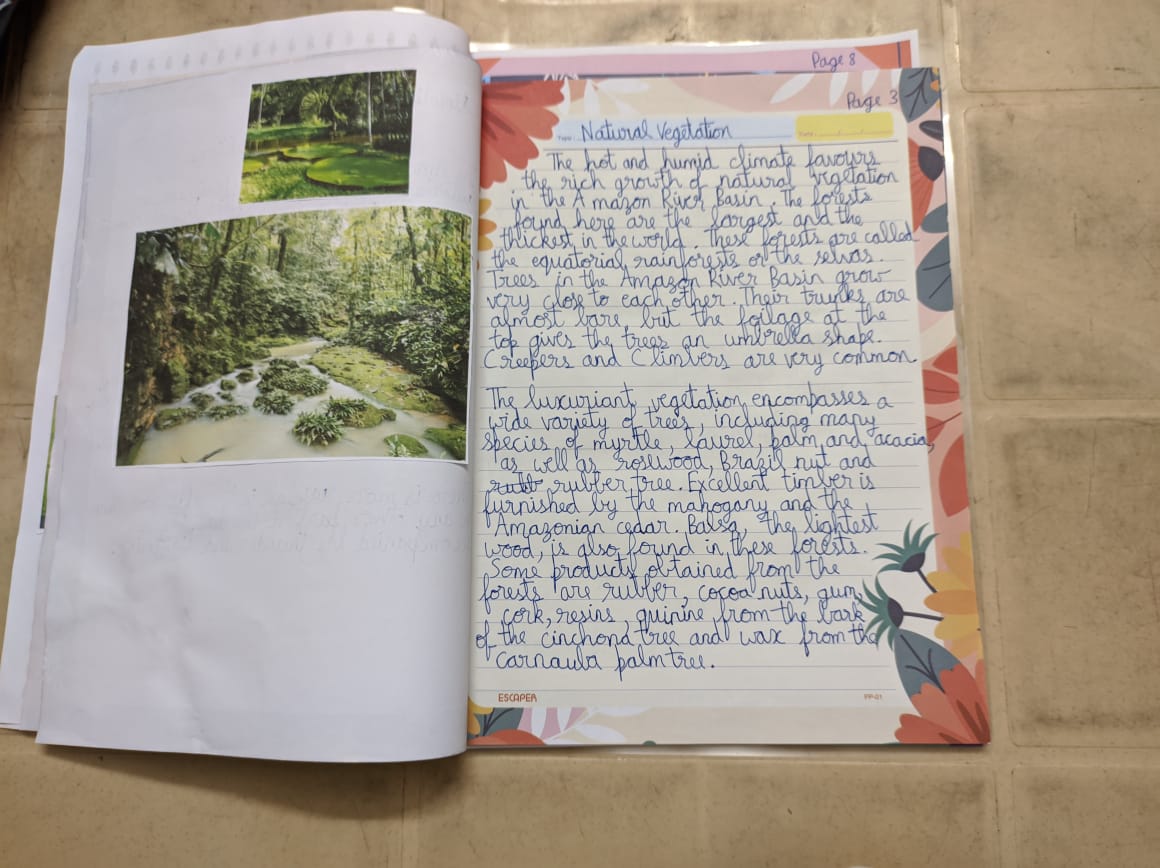 Page 8
Page 3
Natural Vegetation
The hot and humid climate favours
the rich growth of natural vegetation
in the Amazon River Basin. The forests
found here are the largest and the
thickest in the world. These forests are called
the equatorial rainforests or the selvas.
Trees in the Amazon River Basin grow
very close to each other. Their trunks are
almost bare, but the foilage at the
top gives the trees an umbrella shape.
Creepers and Climbers are very common
The luxuriant vegetation encompasses a
wide variety of trees, including many
species of myrtle, laurel, palm and acacia,
as well as rosewood, Brazil nut and
rubber tree. Excellent timber is
furnished by the mahogany and the
Amazonian cedar. Balsa, the lightest
wood, is also found in these forests.
Some products obtained from the
forests are rubber, cocoa nuts, gum,
cork, resins, quinine from the bark
of the cinchond tree and wax from the
carnauba palm tree.
ESCAPER
PP-01